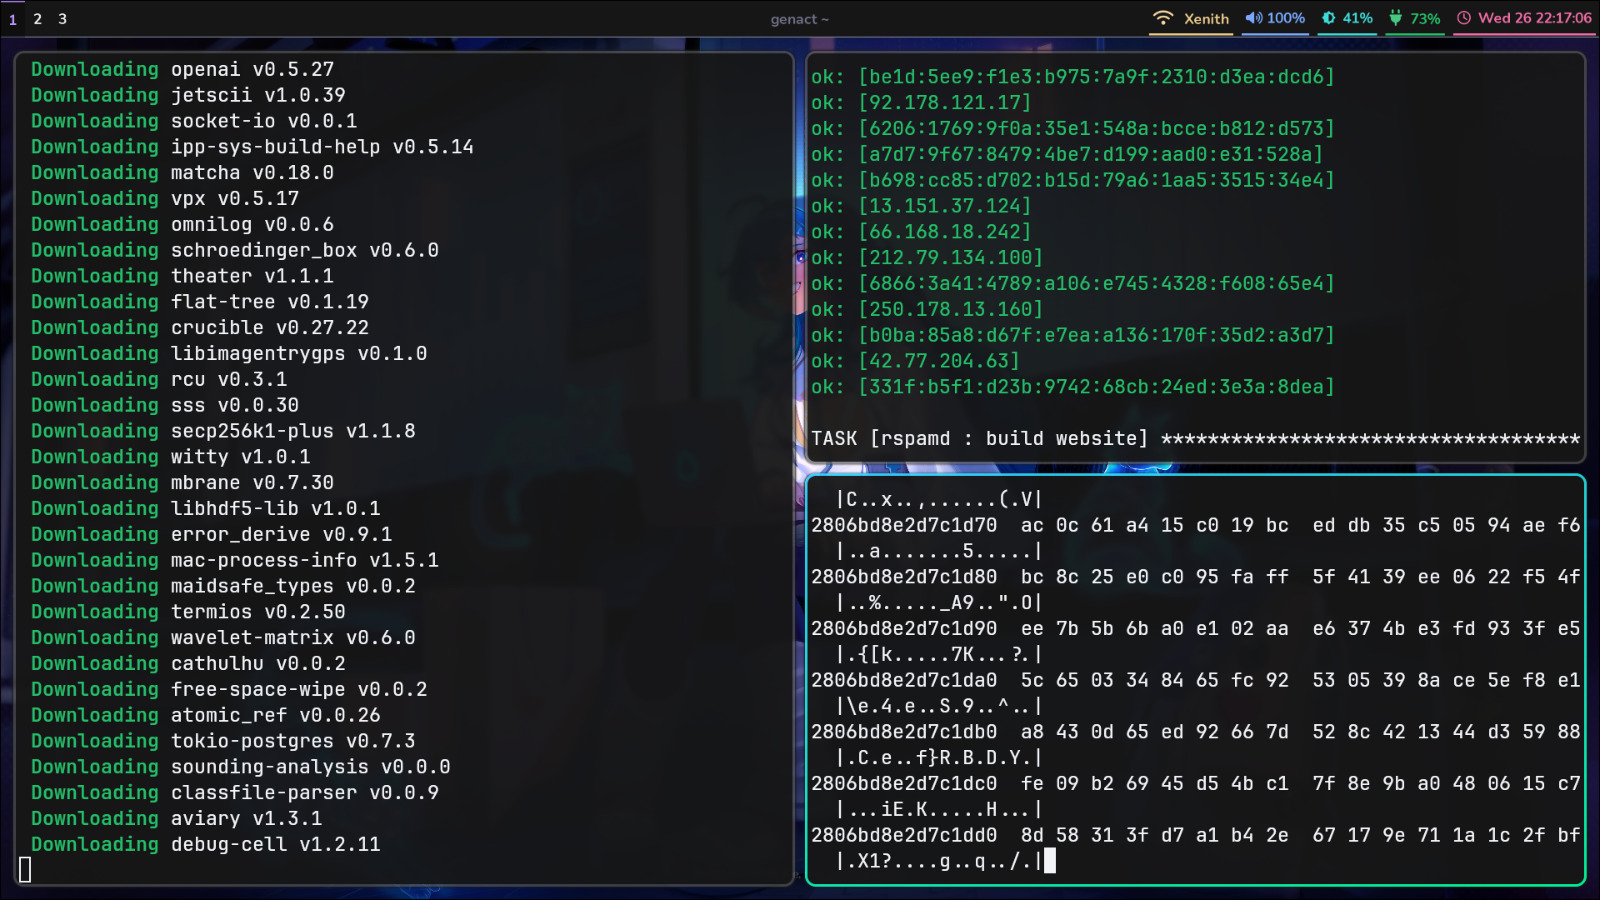 1 2 3 genact ~ Xenith 100% 41% 73% Wed 26 22:17:06
Downloading openai v0.5.27
Downloading jetscii v1.0.39
Downloading socket-io v0.0.1
Downloading ipp-sys-build-help v0.5.14
Downloading matcha v0.18.0
Downloading vpx v0.5.17
Downloading omnilog v0.0.6
Downloading schroedinger_box v0.6.0
Downloading theater v1.1.1
Downloading flat-tree v0.1.19
Downloading crucible v0.27.22
Downloading libimagentrygps v0.1.0
Downloading rcu v0.3.1
Downloading sss v0.0.30
Downloading secp256k1-plus v1.1.8
Downloading witty v1.0.1
Downloading mbrane v0.7.30
Downloading libhdf5-lib v1.0.1
Downloading error_derive v0.9.1
Downloading mac-process-info v1.5.1
Downloading maidsafe_types v0.0.2
Downloading termios v0.2.50
Downloading wavelet-matrix v0.6.0
Downloading cathulhu v0.0.2
Downloading free-space-wipe v0.0.2
Downloading atomic_ref v0.0.26
Downloading tokio-postgres v0.7.3
Downloading sounding-analysis v0.0.0
Downloading classfile-parser v0.0.9
Downloading aviary v1.3.1
Downloading debug-cell v1.2.11
ok: [be1d:5ee9:f1e3:b975:7a9f:2310:d3ea:dcd6]
ok: [92.178.121.17]
ok: [6206:1769:9f0a:35e1:548a:bcce:b812:d573]
ok: [a7d7:9f67:8479:4be7:d199:aad0:e31:528a]
ok: [b698:cc85:d702:b15d:79a6:1aa5:3515:34e4]
ok: [13.151.37.124]
ok: [66.168.18.242]
ok: [212.79.134.100]
ok: [6866:3a41:4789:a106:e745:4328:f608:65e4]
ok: [250.178.13.160]
ok: [b0ba:85a8:d67f:e7ea:a136:170f:35d2:a3d7]
ok: [42.77.204.63]
ok: [331f:b5f1:d23b:9742:68cb:24ed:3e3a:8dea]
TASK [rspamd : build website] ************************************
|C..x..,......(.V|
2806bd8e2d7c1d70  ac 0c 61 a4 15 c0 19 bc  ed db 35 c5 05 94 ae f6
|..a.......5.....|
2806bd8e2d7c1d80  bc 8c 25 e0 c0 95 fa ff  5f 41 39 ee 06 22 f5 4f
|..%....._A9..".O|
2806bd8e2d7c1d90  ee 7b 5b 6b a0 e1 02 aa  e6 37 4b e3 fd 93 3f e5
|.{[k.....7K...?.|
2806bd8e2d7c1da0  5c 65 03 34 84 65 fc 92  53 05 39 8a ce 5e f8 e1
|\e.4.e..S.9..^..|
2806bd8e2d7c1db0  a8 43 0d 65 ed 92 66 7d  52 8c 42 13 44 d3 59 88
|.C.e..f}R.B.D.Y.|
2806bd8e2d7c1dc0  fe 09 b2 69 45 d5 4b c1  7f 8e 9b a0 48 06 15 c7
|...iE.K.....H...|
2806bd8e2d7c1dd0  8d 58 31 3f d7 a1 b4 2e  67 17 9e 71 1a 1c 2f bf
|.X1?....g..q../.|